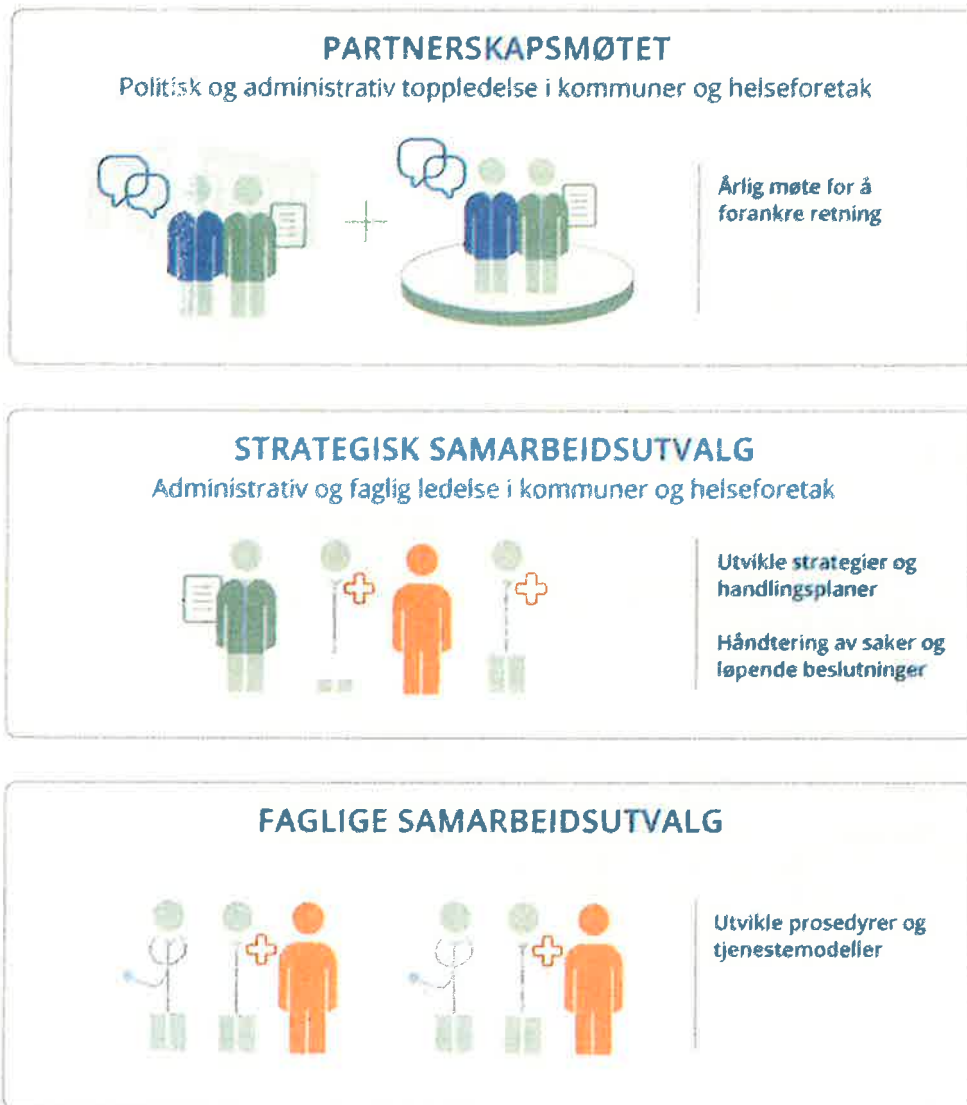 PARTNERSKAPSMØTET
Politisk og administrativ toppledelse i kommuner og helseforetak
Årlig møte for å
forankre retning
STRATEGISK SAMARBEIDSUTVALG
Administrativ og faglig ledelse i kommuner og helseforetak
Utvikle strategier og
handlingsplaner
Håndtering av saker og
løpende beslutninger
FAGLIGE SAMARBEIDSUTVALG
Utvikle prosedyrer og
tjenestemodeller